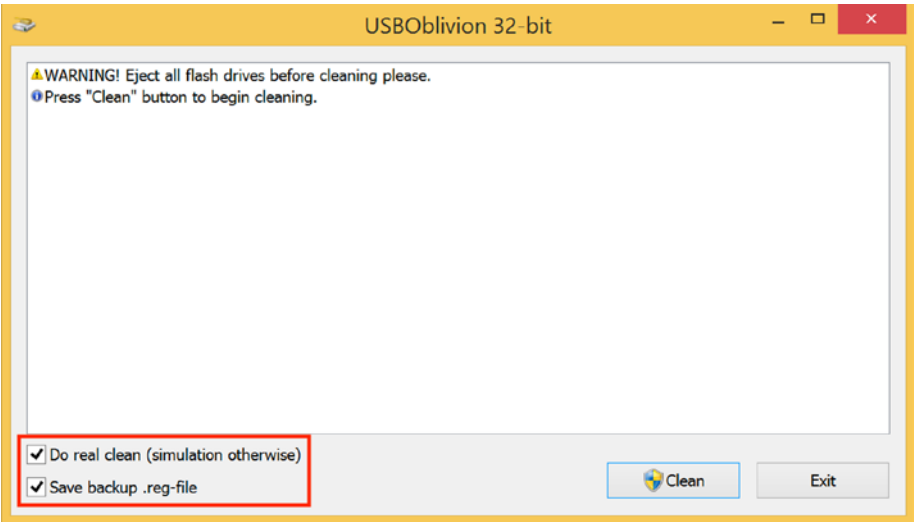 USBOblivion 32-bit
WARNING! Eject all flash drives before cleaning please.
Press "Clean" button to begin cleaning.
Do real clean (simulation otherwise)
Save backup .reg-file
Clean
Exit